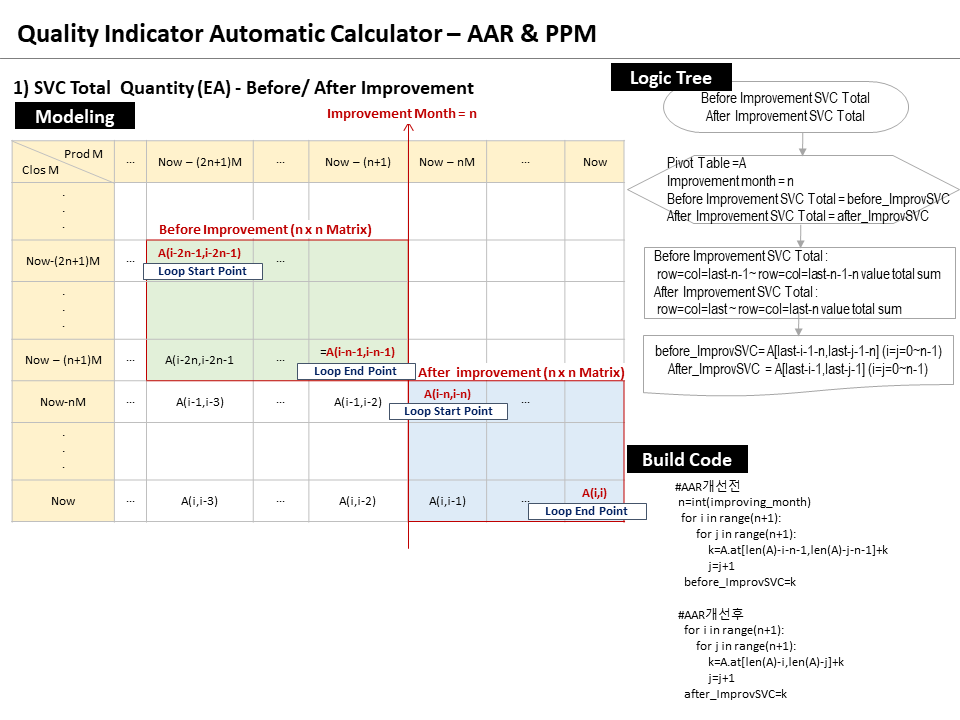 Quality Indicator Automatic Calculator – AAR & PPM
1) SVC Total Quantity (EA) - Before/ After Improvement
Modeling
Improvement Month = n
Prod M
Clos M
... Now – (2n+1)M ... Now – (n+1) Now – nM ... Now
.
.
.
Before Improvement (n x n Matrix)
Now-(2n+1)M ... A(i-2n-1,i-2n-1) ...
Loop Start Point
.
.
.
Now – (n+1)M ... A(i-2n,i-2n-1 ... =A(i-n-1,i-n-1)
Loop End Point
After improvement (n x n Matrix)
Now-nM ... A(i-1,i-3) ... A(i-1,i-2) A(i-n,i-n) ...
Loop Start Point
.
.
.
Now ... A(i,i-3) ... A(i,i-2) A(i,i-1) ... A(i,i)
Loop End Point
Logic Tree
Before Improvement SVC Total
After Improvement SVC Total
Pivot Table =A
Improvement month = n
Before Improvement SVC Total = before_ImprovSVC
After Improvement SVC Total = after_ImprovSVC
Before Improvement SVC Total :
row=col=last-n-1~ row=col=last-n-1-n value total sum
After Improvement SVC Total :
row=col=last ~ row=col=last-n value total sum
before_ImprovSVC= A[last-i-1-n,last-j-1-n] (i=j=0~n-1)
After_ImprovSVC = A[last-i-1,last-j-1] (i=j=0~n-1)
Build Code
#AAR개선전
n=int(improving_month)
for i in range(n+1):
for j in range(n+1):
k=A.at[len(A)-i-n-1,len(A)-j-n-1]+k
j=j+1
before_ImprovSVC=k
#AAR개선후
for i in range(n+1):
for j in range(n+1):
k=A.at[len(A)-i,len(A)-j]+k
j=j+1
after_ImprovSVC=k